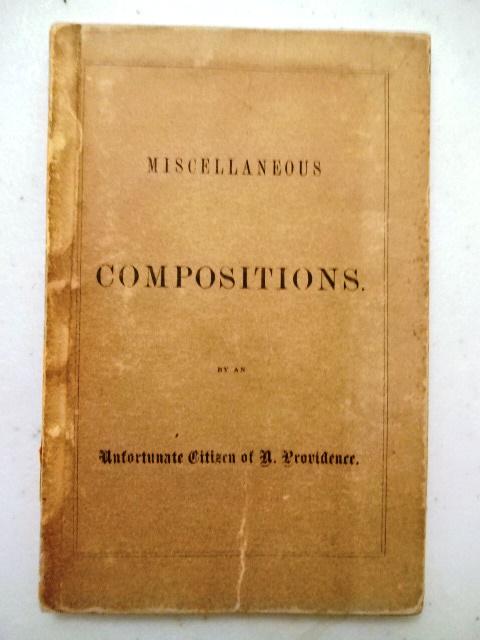 MISCELLANEOUS
COMPOSITIONS.
BY AN
Unfortunate Citizen of N. Providence.